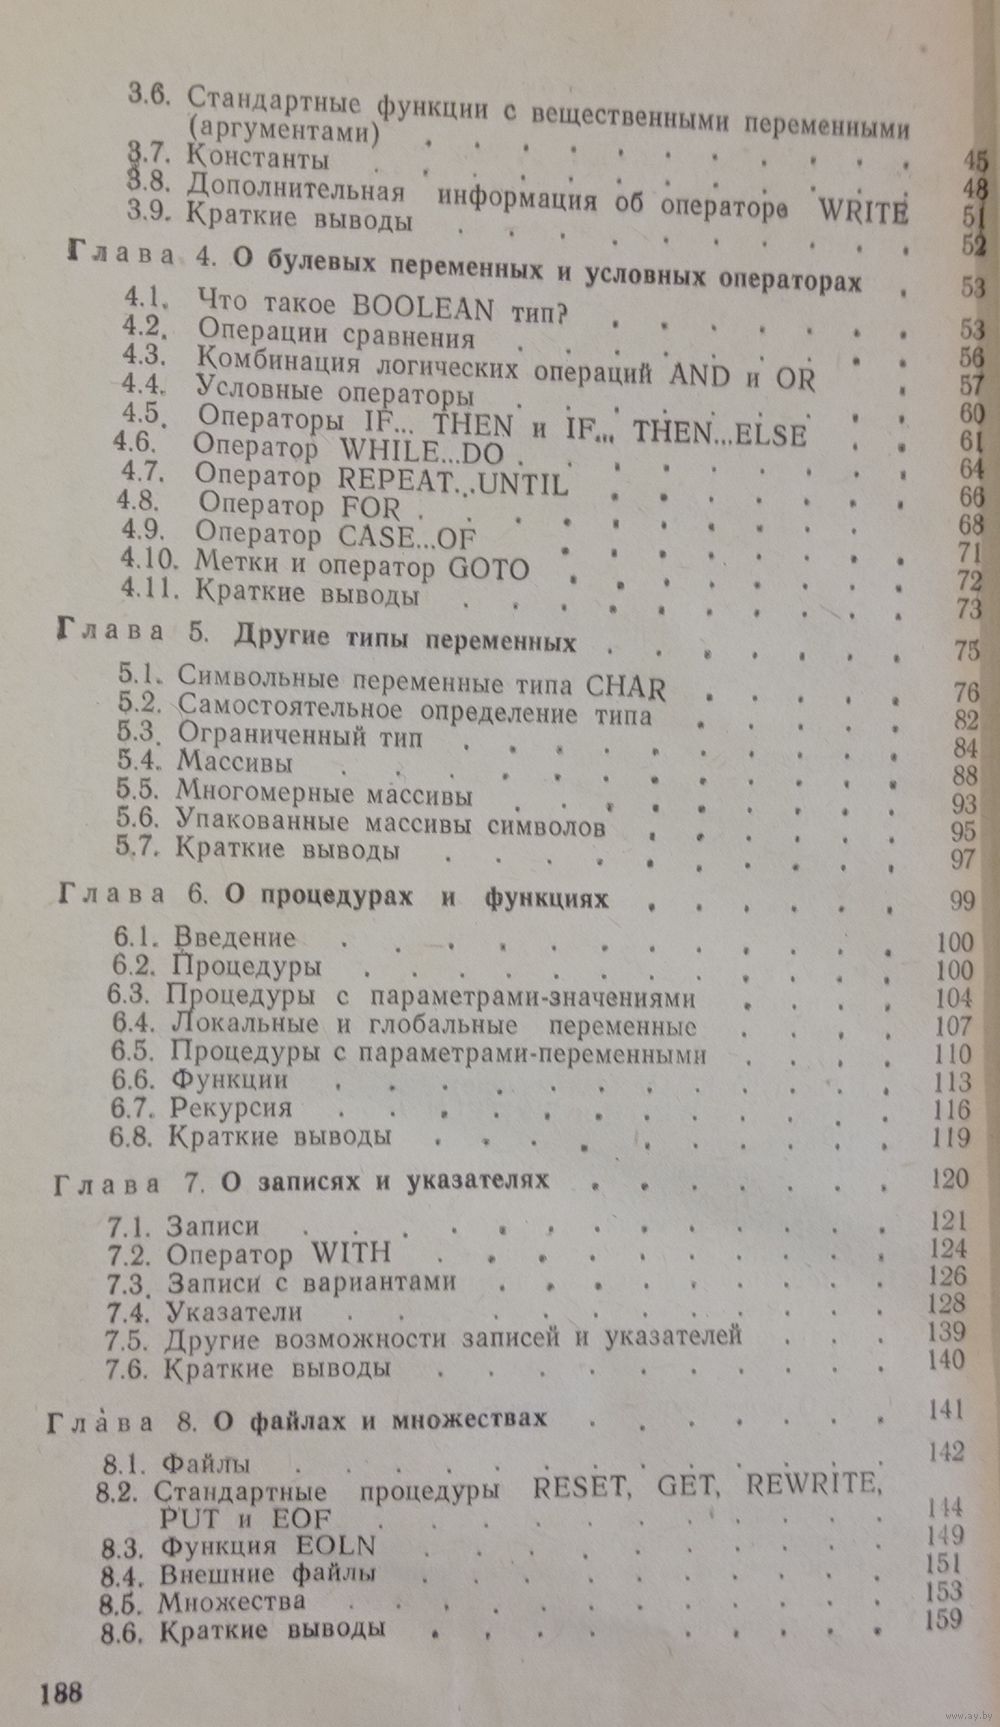 3.6. Стандартные функции с вещественными переменными
(аргументами) . . . . . . . . . . . 45
3.7. Константы . . . . . . . . . . . 48
3.8. Дополнительная информация об операторе WRITE 51
3.9. Краткие выводы . . . . . . . . . . 52
Глава 4. О булевых переменных и условных операторах . 53
4.1. Что такое BOOLEAN тип? . . . . . . . 53
4.2. Операции сравнения . . . . . . . . . 56
4.3. Комбинация логических операций AND и OR . 57
4.4. Условные операторы . . . . . . . . . 60
4.5. Операторы IF... THEN и IF... THEN...ELSE . . 61
4.6. Оператор WHILE...DO . . . . . . . . . 64
4.7. Оператор REPEAT...UNTIL . . . . . . . 66
4.8. Оператор FOR . . . . . . . . . . 68
4.9. Оператор CASE...OF . . . . . . . . 71
4.10. Метки и оператор GOTO . . . . . . . . 72
4.11. Краткие выводы . . . . . . . . . . 73
Глава 5. Другие типы переменных . . . . . . . 75
5.1. Символьные переменные типа CHAR . . . . . 76
5.2. Самостоятельное определение типа . . . . . 82
5.3. Ограниченный тип . . . . . . . . . . 84
5.4. Массивы . . . . . . . . . . . . 88
5.5. Многомерные массивы . . . . . . . . . 93
5.6. Упакованные массивы символов . . . . . . 95
5.7. Краткие выводы . . . . . . . . . . 97
Глава 6. О процедурах и функциях . . . . . . 99
6.1. Введение . . . . . . . . . . . . 100
6.2. Процедуры . . . . . . . . . . . . 100
6.3. Процедуры с параметрами-значениями . . . . 104
6.4. Локальные и глобальные переменные . . . . 107
6.5. Процедуры с параметрами-переменными . . . . 110
6.6. Функции . . . . . . . . . . . . 113
6.7. Рекурсия . . . . . . . . . . . . 116
6.8. Краткие выводы . . . . . . . . . . 119
Глава 7. О записях и указателях . . . . . . . 120
7.1. Записи . . . . . . . . . . . . . 121
7.2. Оператор WITH . . . . . . . . . . 124
7.3. Записи с вариантами . . . . . . . . . 126
7.4. Указатели . . . . . . . . . . . 128
7.5. Другие возможности записей и указателей . . . 139
7.6. Краткие выводы . . . . . . . . . . 140
Глава 8. О файлах и множествах . . . . . . . 141
8.1. Файлы . . . . . . . . . . . . . 142
8.2. Стандартные процедуры RESET, GET, REWRITE,
PUT и EOF . . . . . . . . . . . 144
8.3. Функция EOLN . . . . . . . . . . 149
8.4. Внешние файлы . . . . . . . . . . 151
8.5. Множества . . . . . . . . . . . . 153
8.6. Краткие выводы . . . . . . . . . 159
188
www.ay.by